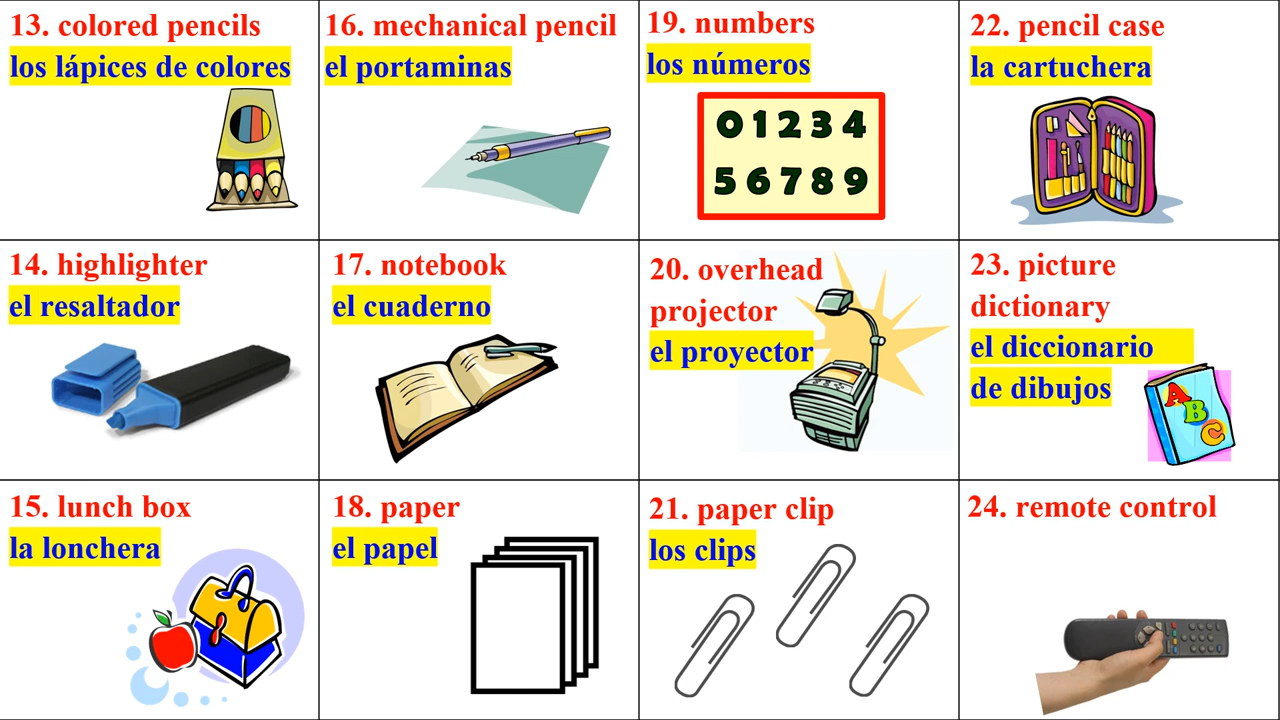 13. colored pencils
los lápices de colores
16. mechanical pencil
el portaminas
19. numbers
los números
0 1 2 3 4
5 6 7 8 9
22. pencil case
la cartuchera
14. highlighter
el resaltador
17. notebook
el cuaderno
20. overhead
projector
el proyector
23. picture
dictionary
el diccionario
de dibujos
A
B
C
15. lunch box
la lonchera
18. paper
el papel
21. paper clip
los clips
24. remote control